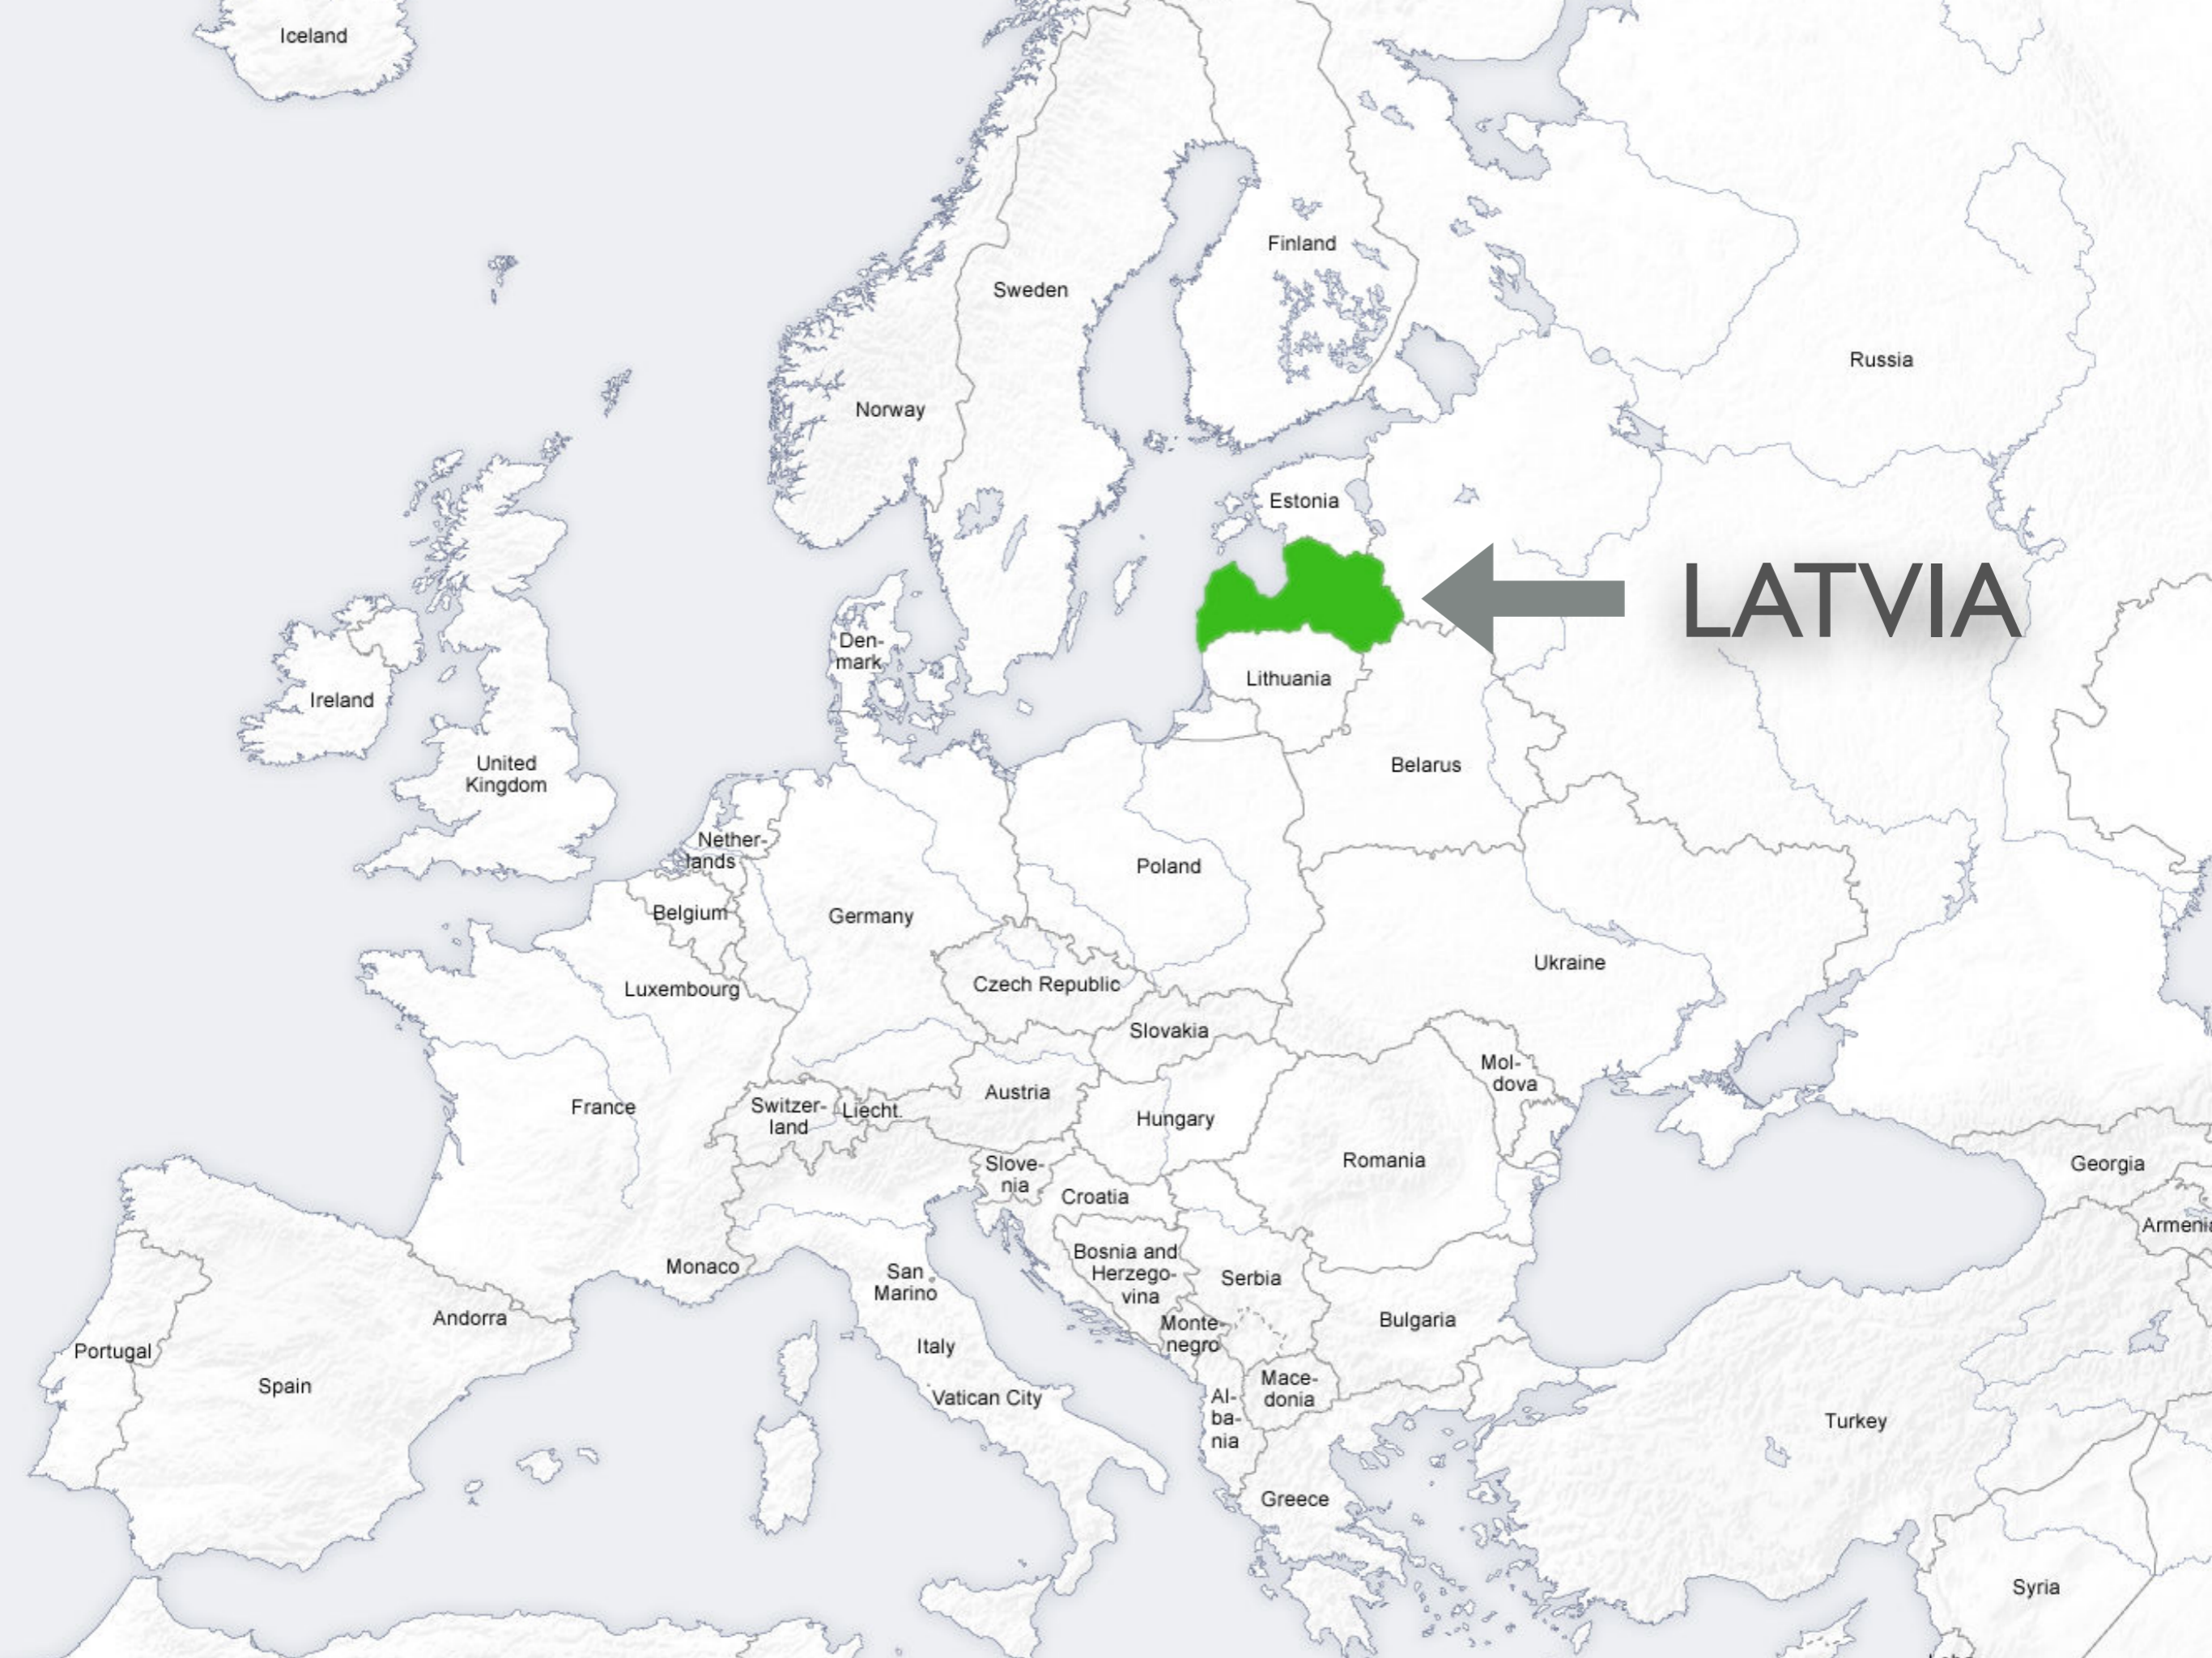 Iceland
Finland
Sweden
Russia
Norway
Estonia
LATVIA
Den-
mark
Lithuania
Ireland
United
Kingdom
Belarus
Nether-
lands
Poland
Belgium
Germany
Ukraine
Czech Republic
Luxembourg
Slovakia
Mol-
dova
Austria
Switzer-
land
Liecht.
France
Hungary
Romania
Slove-
nia
Georgia
Croatia
Armenia
Bosnia and
Herzego-
vina
Monaco
San
Marino
Serbia
Andorra
Bulgaria
Monte-
negro
Portugal
Italy
Spain
Mace-
donia
Vatican City
Al-
ba-
nia
Turkey
Greece
Syria